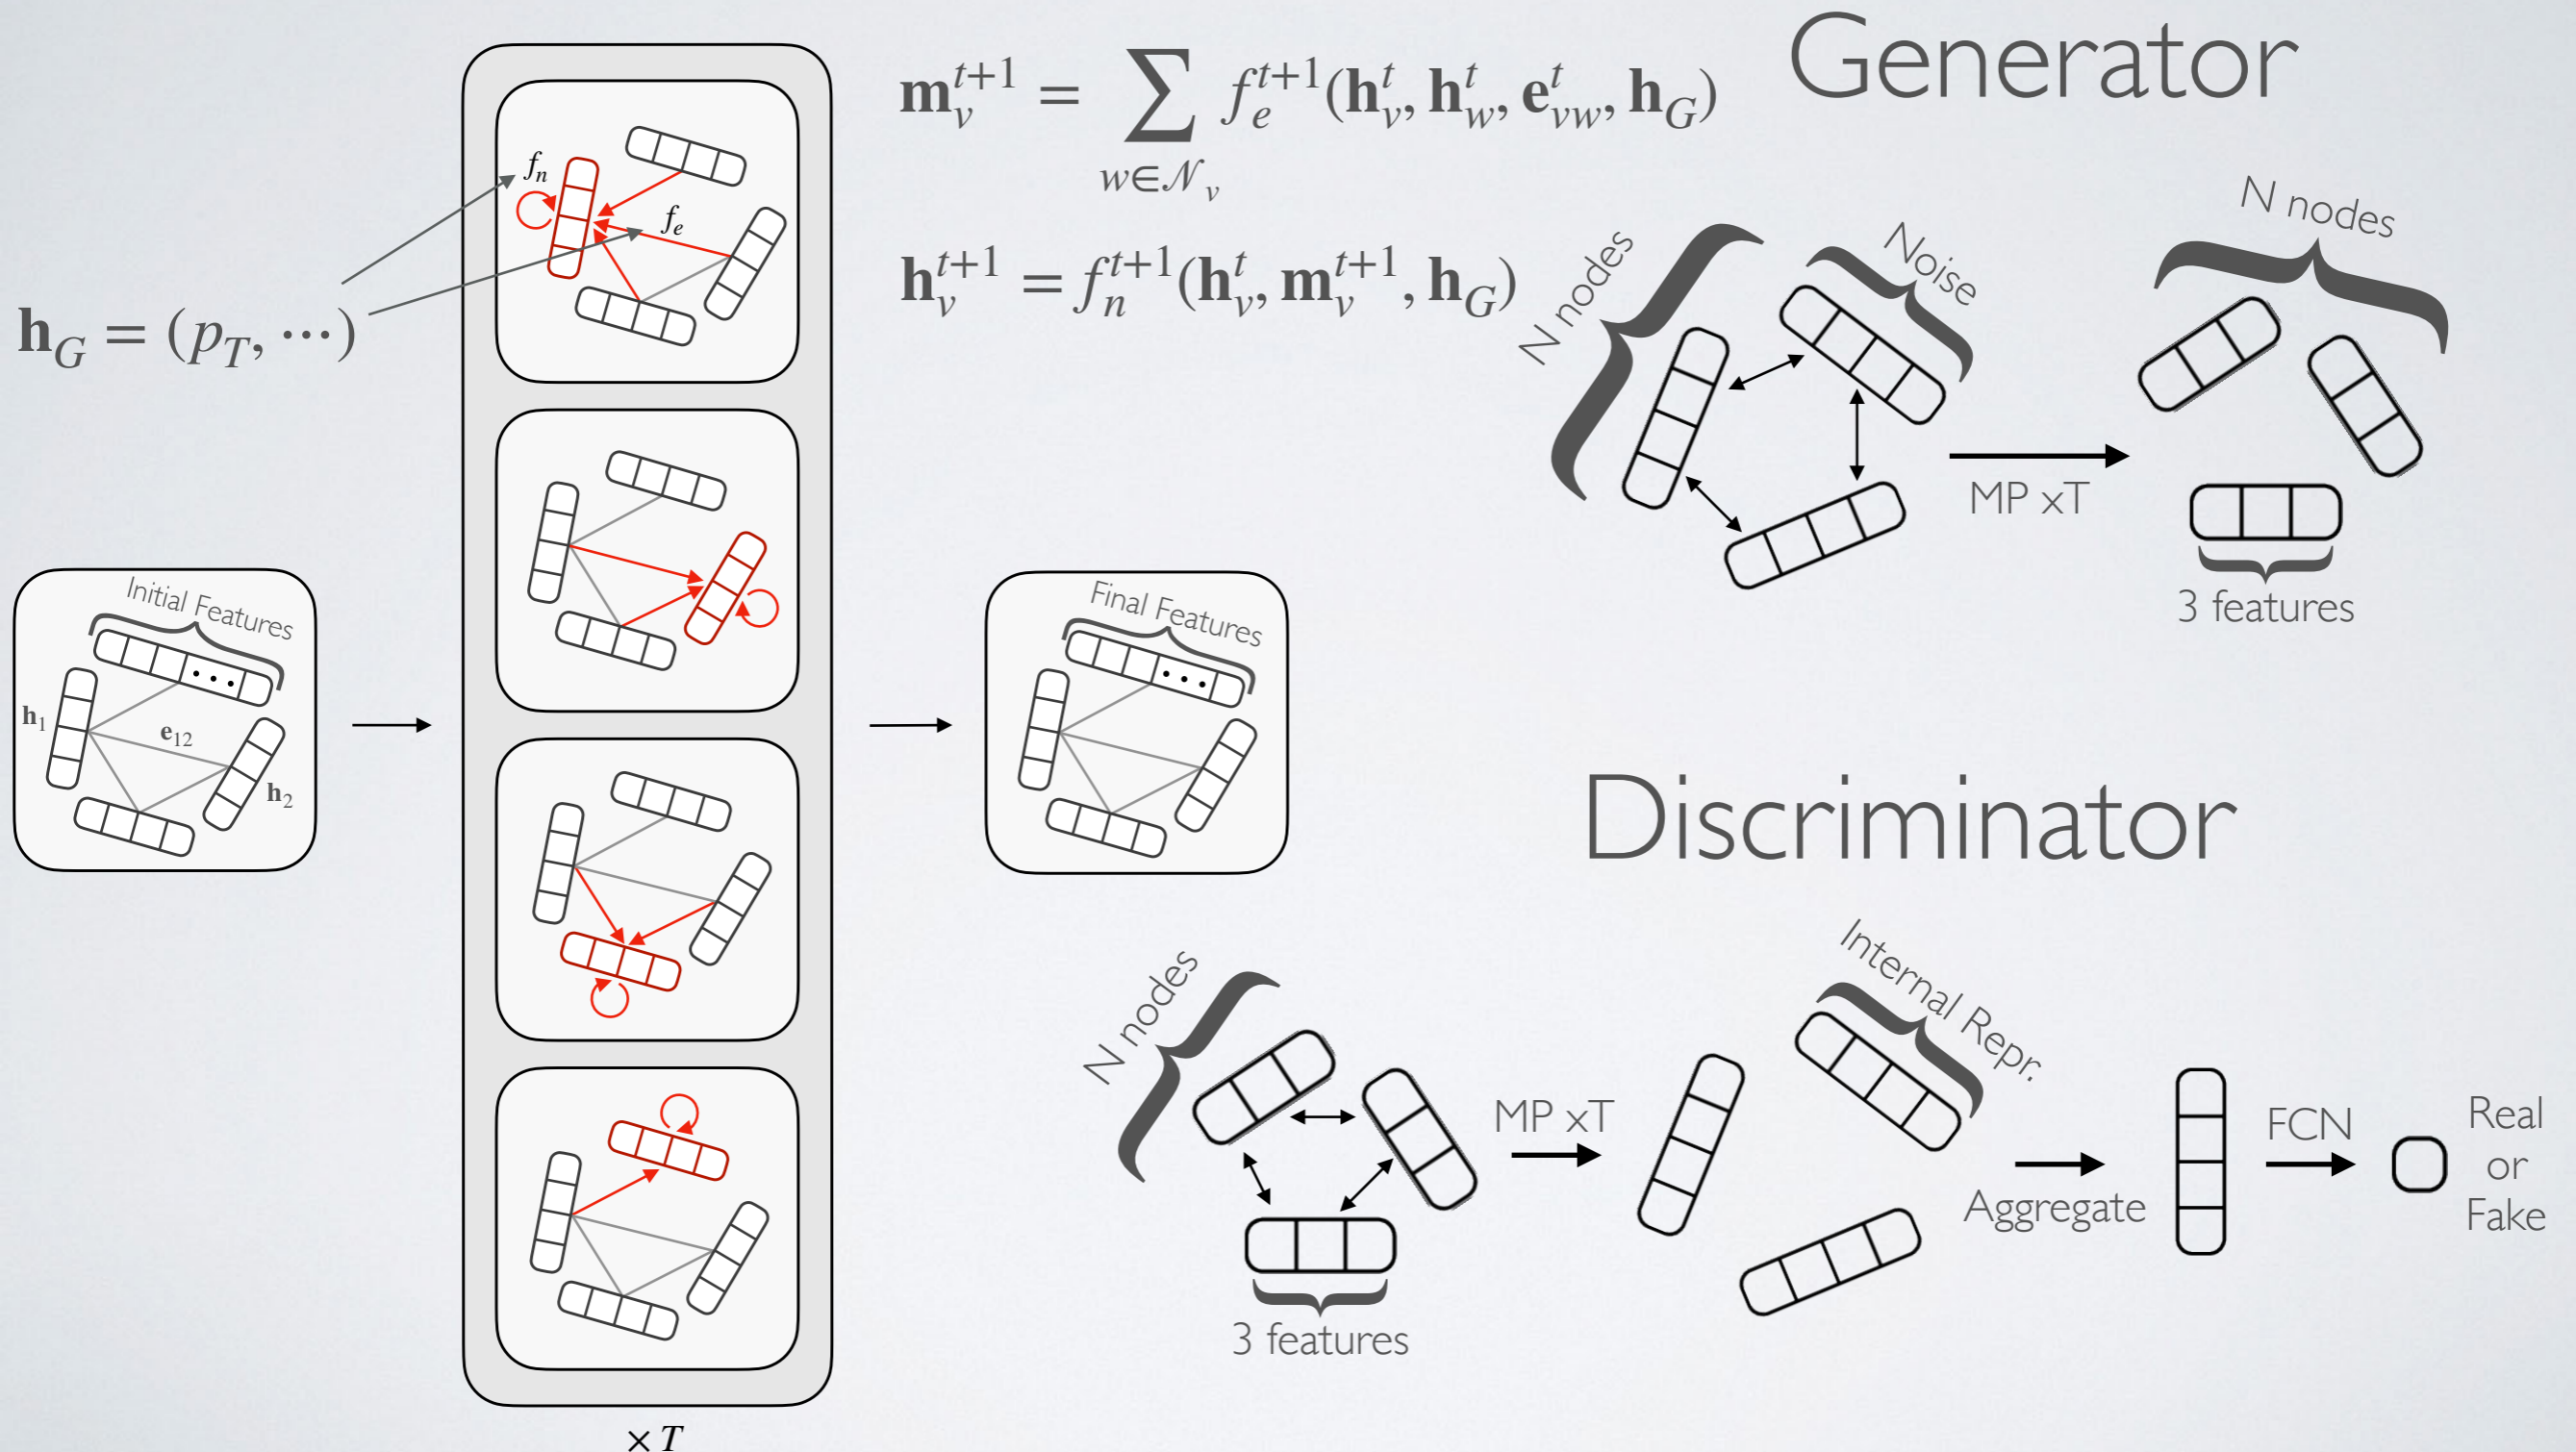 Generator
m_v^{t+1} = ∑_{w∈𝒩_v} f_e^{t+1}(h_v^t, h_w^t, e_{vw}^t, h_G)
h_v^{t+1} = f_n^{t+1}(h_v^t, m_v^{t+1}, h_G)
h_G = (p_T, ⋯)
f_n
f_e
Initial Features
h_1
e_12
h_2
× T
Final Features
N nodes
Noise
MP xT
N nodes
3 features
Discriminator
N nodes
3 features
MP xT
Internal Repr.
Aggregate
FCN
Real
or
Fake